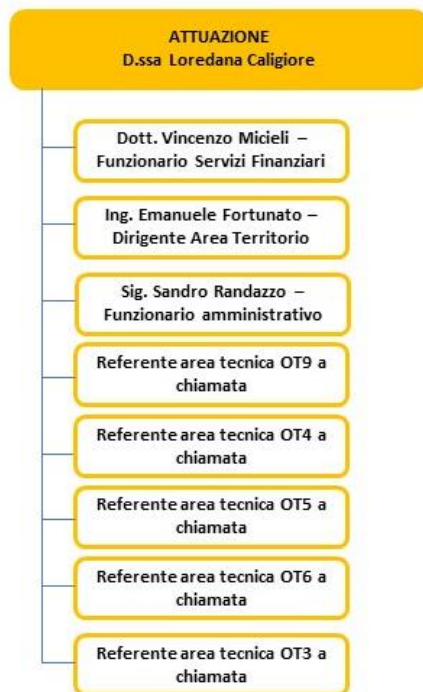 ATTUAZIONE
D.ssa Loredana Caligiore
Dott. Vincenzo Micieli –
Funzionario Servizi Finanziari
Ing. Emanuele Fortunato –
Dirigente Area Territorio
Sig. Sandro Randazzo –
Funzionario amministrativo
Referente area tecnica OT9 a
chiamata
Referente area tecnica OT4 a
chiamata
Referente area tecnica OT5 a
chiamata
Referente area tecnica OT6 a
chiamata
Referente area tecnica OT3 a
chiamata